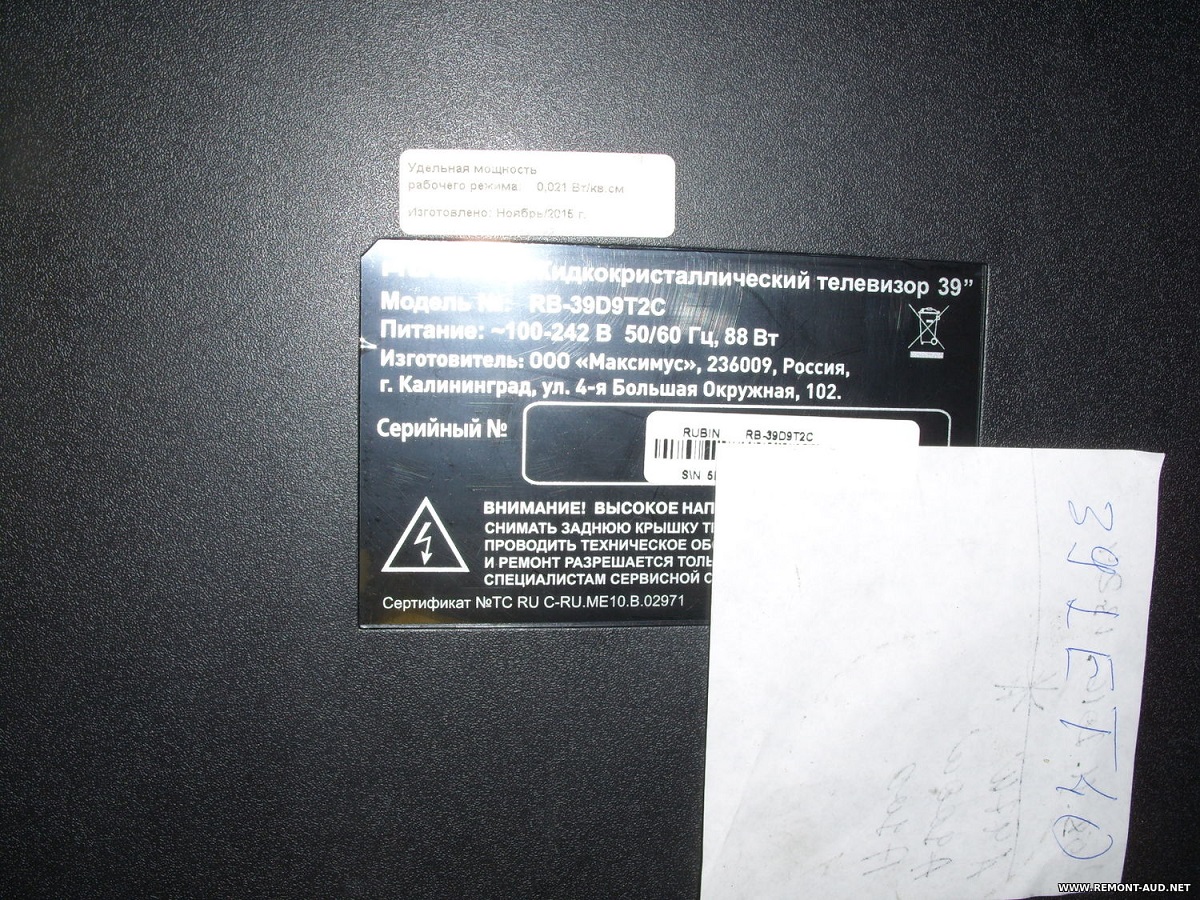 Удельная мощность
рабочего режима: 0,021 Вт/кв.см
Изготовлено: Ноябрь/2015 г.
Жидкокристаллический телевизор 39”
Модель № RB-39D9T2C
Питание: ~100-242 В 50/60 Гц, 88 Вт
Изготовитель: ООО «Максимус», 236009, Россия,
г. Калининград, ул. 4-я Большая Окружная, 102.
Серийный №
RUBIN RB-39D9T2C
S\N 5
ВНИМАНИЕ! ВЫСОКОЕ НАП
СНИМАТЬ ЗАДНЮЮ КРЫШКУ Т
ПРОВОДИТЬ ТЕХНИЧЕСКОЕ ОБ
И РЕМОНТ РАЗРЕШАЕТСЯ ТОЛЬ
СПЕЦИАЛИСТАМ СЕРВИСНОЙ С
Сертификат №ТС RU C-RU.ME10.B.02971
WWW.REMONT-AUD.NET